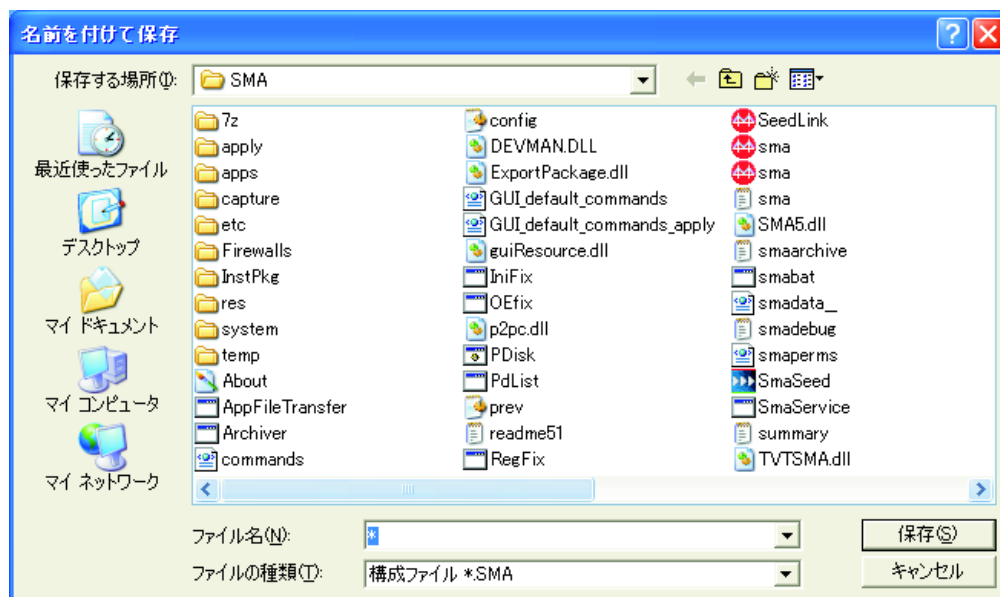 名前を付けて保存
保存する場所(I):
SMA
最近使ったファイル
デスクトップ
マイ ドキュメント
マイ コンピュータ
マイ ネットワーク
7z
apply
apps
capture
etc
Firewalls
InstPkg
res
system
temp
About
AppFileTransfer
Archiver
commands
config
DEVMAN.DLL
ExportPackage.dll
GUI_default_commands
GUI_default_commands_apply
guiResource.dll
IniFix
OEfix
p2pc.dll
PDisk
PdList
prev
readme51
RegFix
SeedLink
sma
sma
sma
SMA5.dll
smaarchive
smabat
smadata_
smadebug
smaperms
SmaSeed
SmaService
summary
TVTSMA.dll
ファイル名(N):
*
保存(S)
ファイルの種類(T):
構成ファイル *.SMA
キャンセル